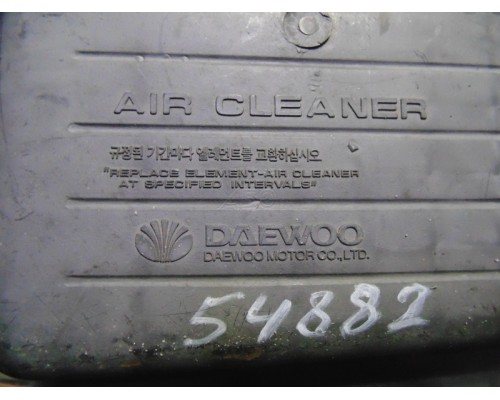 AIR CLEANER
규정된 기간마다 엘레먼트를 교환하십시오
"REPLACE ELEMENT-AIR CLEANER
AT SPECIFIED INTERVALS"
DAEWOO
DAEWOO MOTOR CO.,LTD.
54882